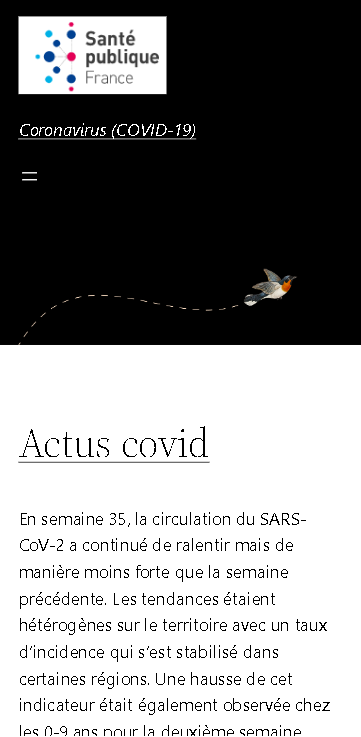 Santé
publique
France
Coronavirus (COVID-19)
Actus covid
En semaine 35, la circulation du SARS-
CoV-2 a continué de ralentir mais de
manière moins forte que la semaine
précédente. Les tendances étaient
hétérogènes sur le territoire avec un taux
d'incidence qui s'est stabilisé dans
certaines régions. Une hausse de cet
indicateur était également observée chez
les 0-9 ans pour la deuxième semaine